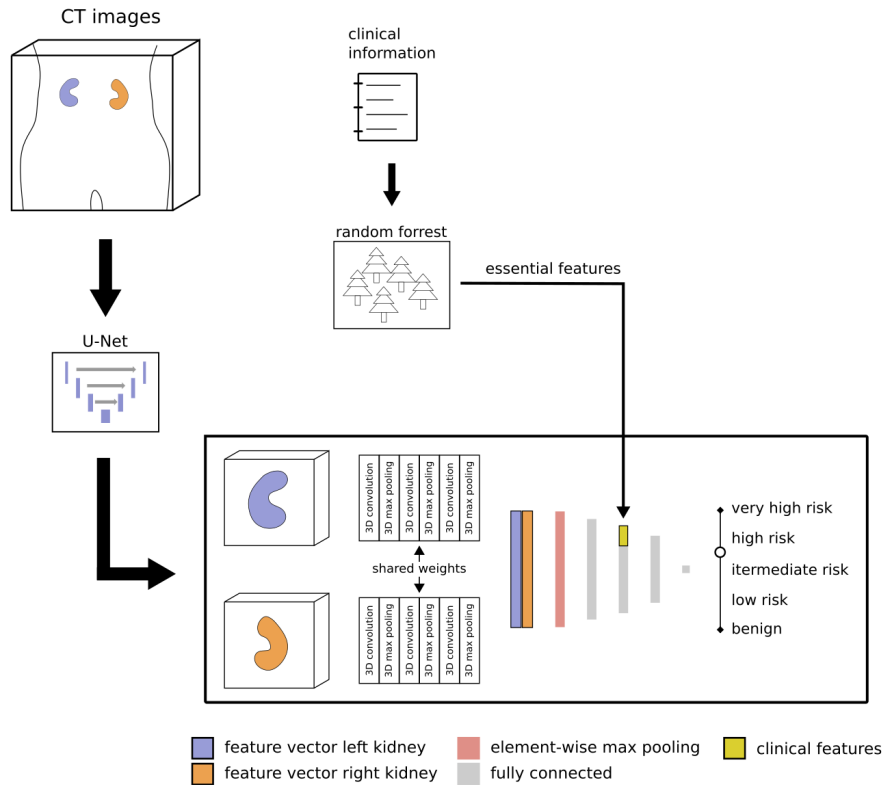 CT images
clinical
information
random forrest
essential features
U-Net
3D convolution
3D max pooling
3D convolution
3D max pooling
3D convolution
3D max pooling
shared weights
3D convolution
3D max pooling
3D convolution
3D max pooling
3D convolution
3D max pooling
very high risk
high risk
itermediate risk
low risk
benign
feature vector left kidney
element-wise max pooling
clinical features
feature vector right kidney
fully connected